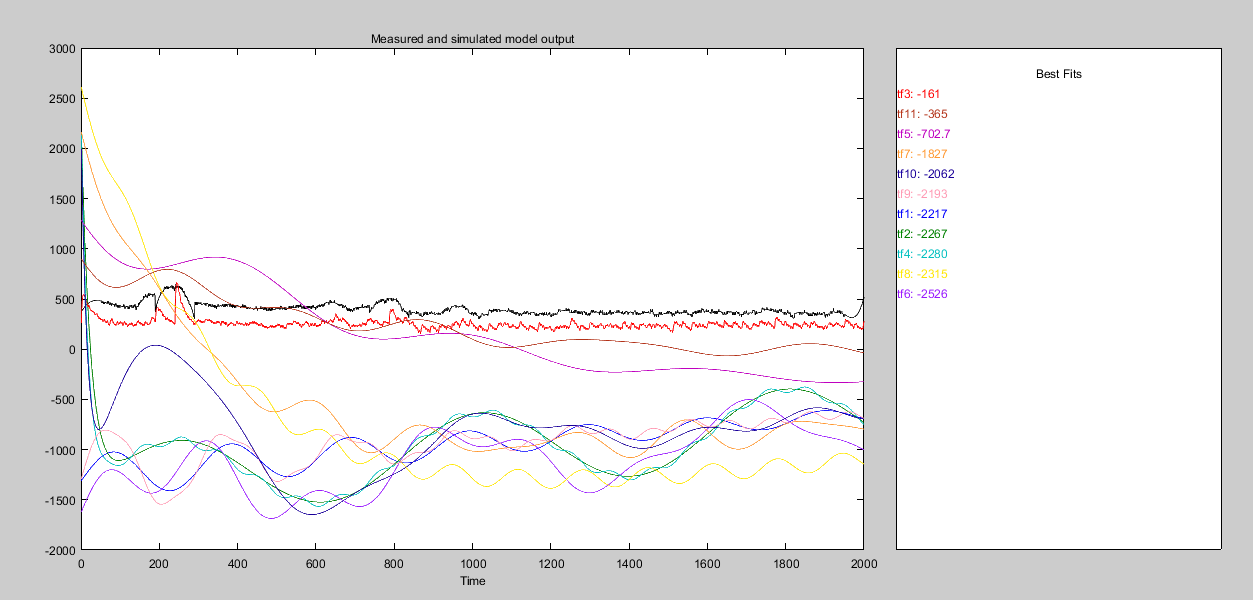 Measured and simulated model output
3000
2500
2000
1500
1000
500
0
-500
-1000
-1500
-2000
0 200 400 600 800 1000 1200 1400 1600 1800 2000
Time
Best Fits
tf3: -161
tf11: -365
tf5: -702.7
tf7: -1827
tf10: -2062
tf9: -2193
tf1: -2217
tf2: -2267
tf4: -2280
tf8: -2315
tf6: -2526